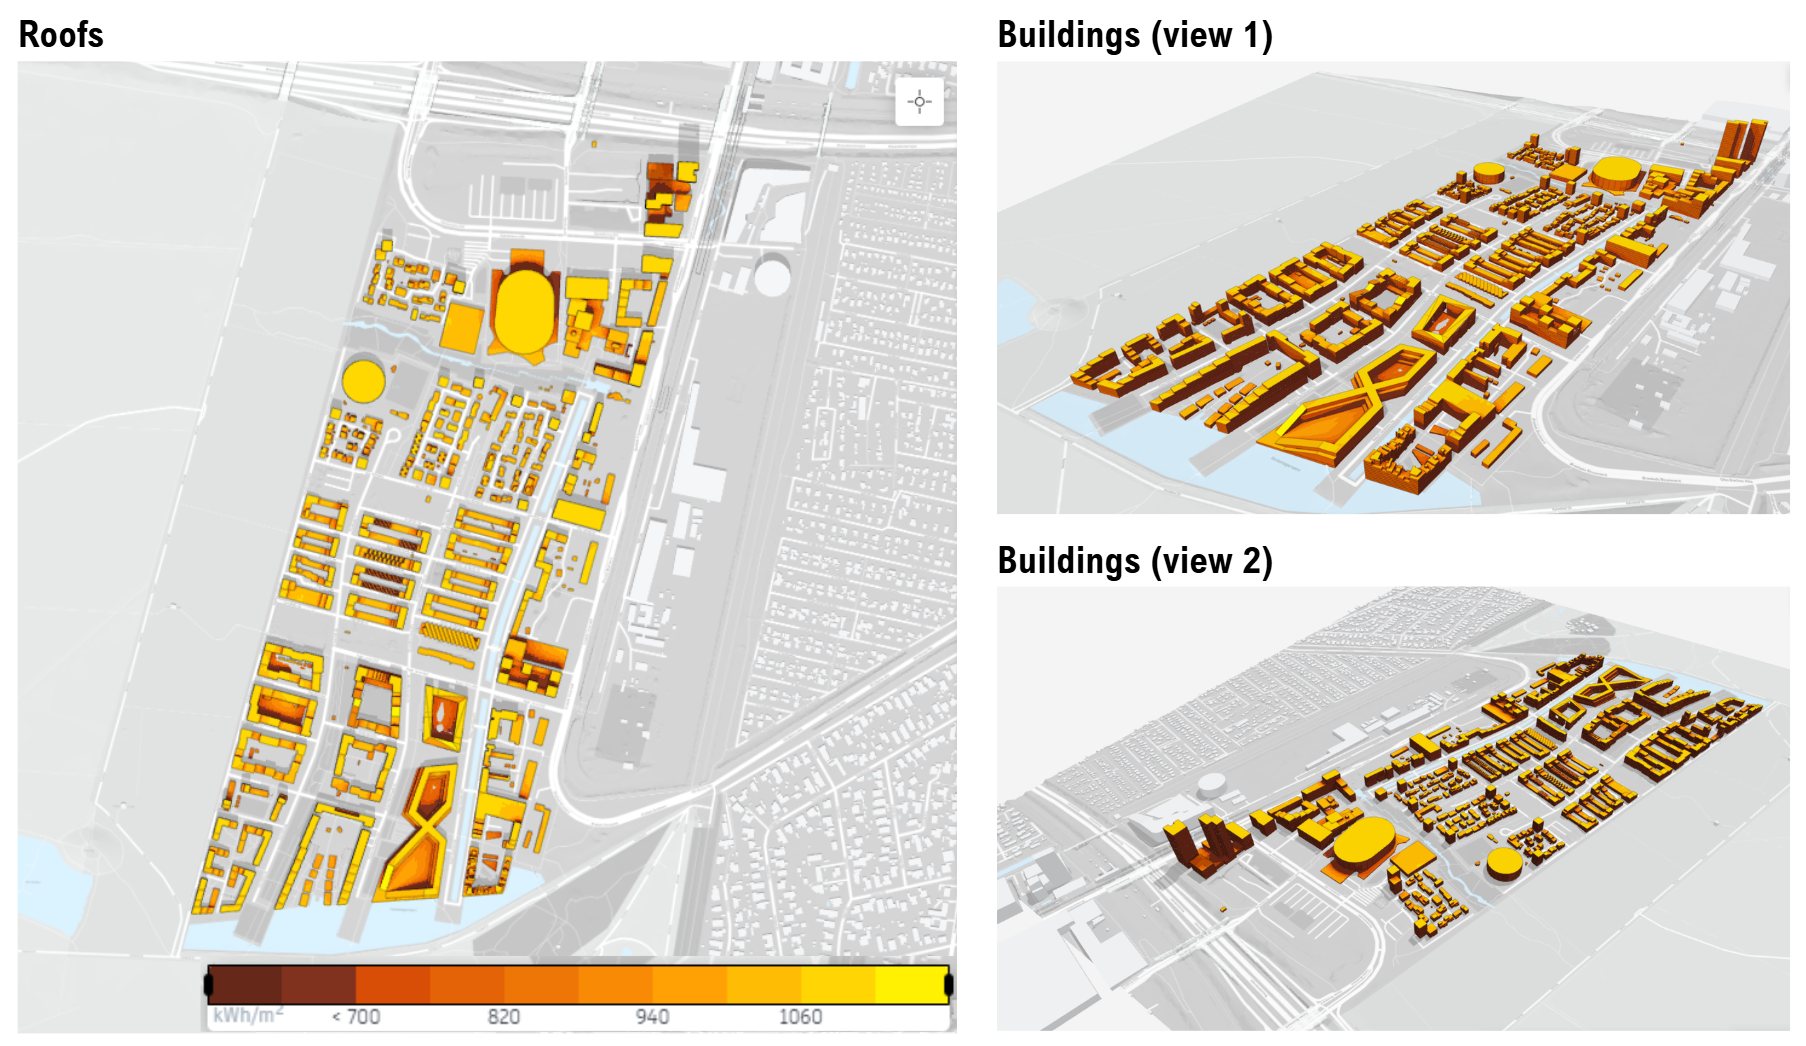 Roofs
Buildings (view 1)
Buildings (view 2)
kWh/m²
< 700
820
940
1060